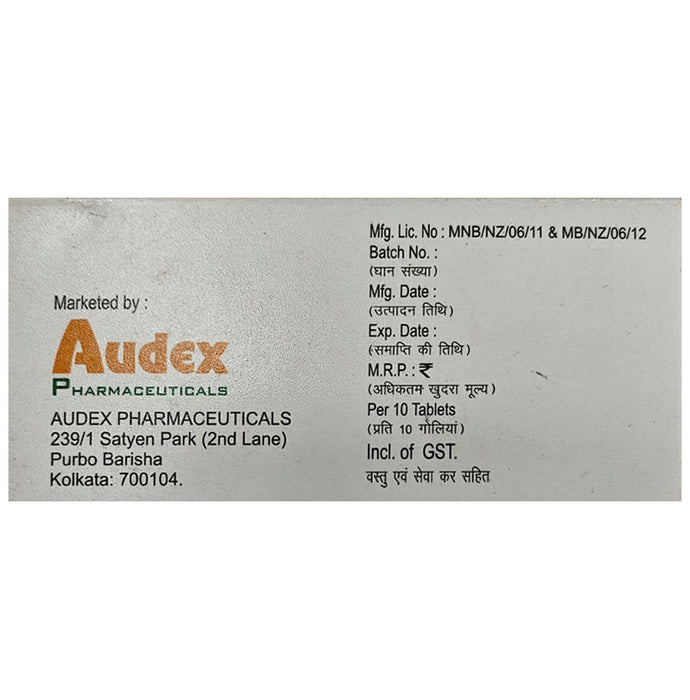 Marketed by :
Audex
PHARMACEUTICALS
AUDEX PHARMACEUTICALS
239/1 Satyen Park (2nd Lane)
Purbo Barisha
Kolkata: 700104.
Mfg. Lic. No : MNB/NZ/06/11 & MB/NZ/06/12
Batch No. :
(घान संख्या)
Mfg. Date :
(उत्पादन तिथि)
Exp. Date :
(समाप्ति की तिथि)
M.R.P. : ₹
(अधिकतम खुदरा मूल्य)
Per 10 Tablets
(प्रति 10 गोलियां)
Incl. of GST.
वस्तु एवं सेवा कर सहित